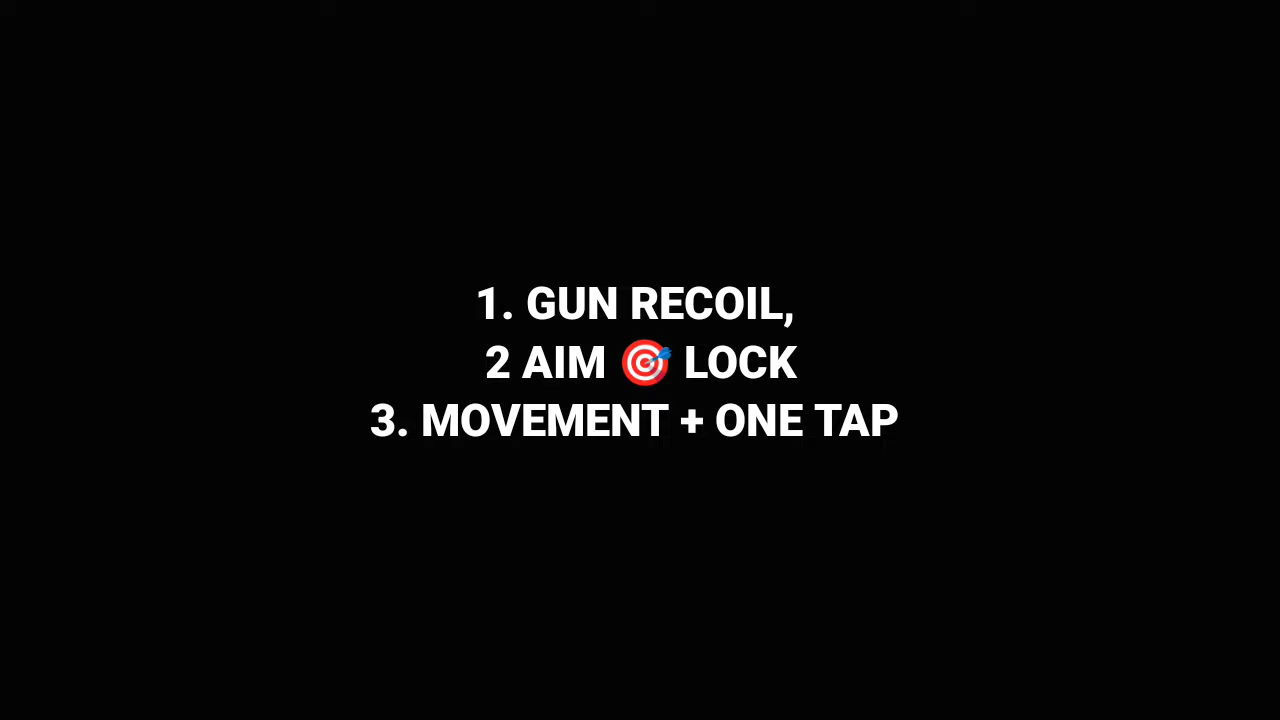 1. GUN RECOIL,
2 AIM 🎯 LOCK
3. MOVEMENT + ONE TAP